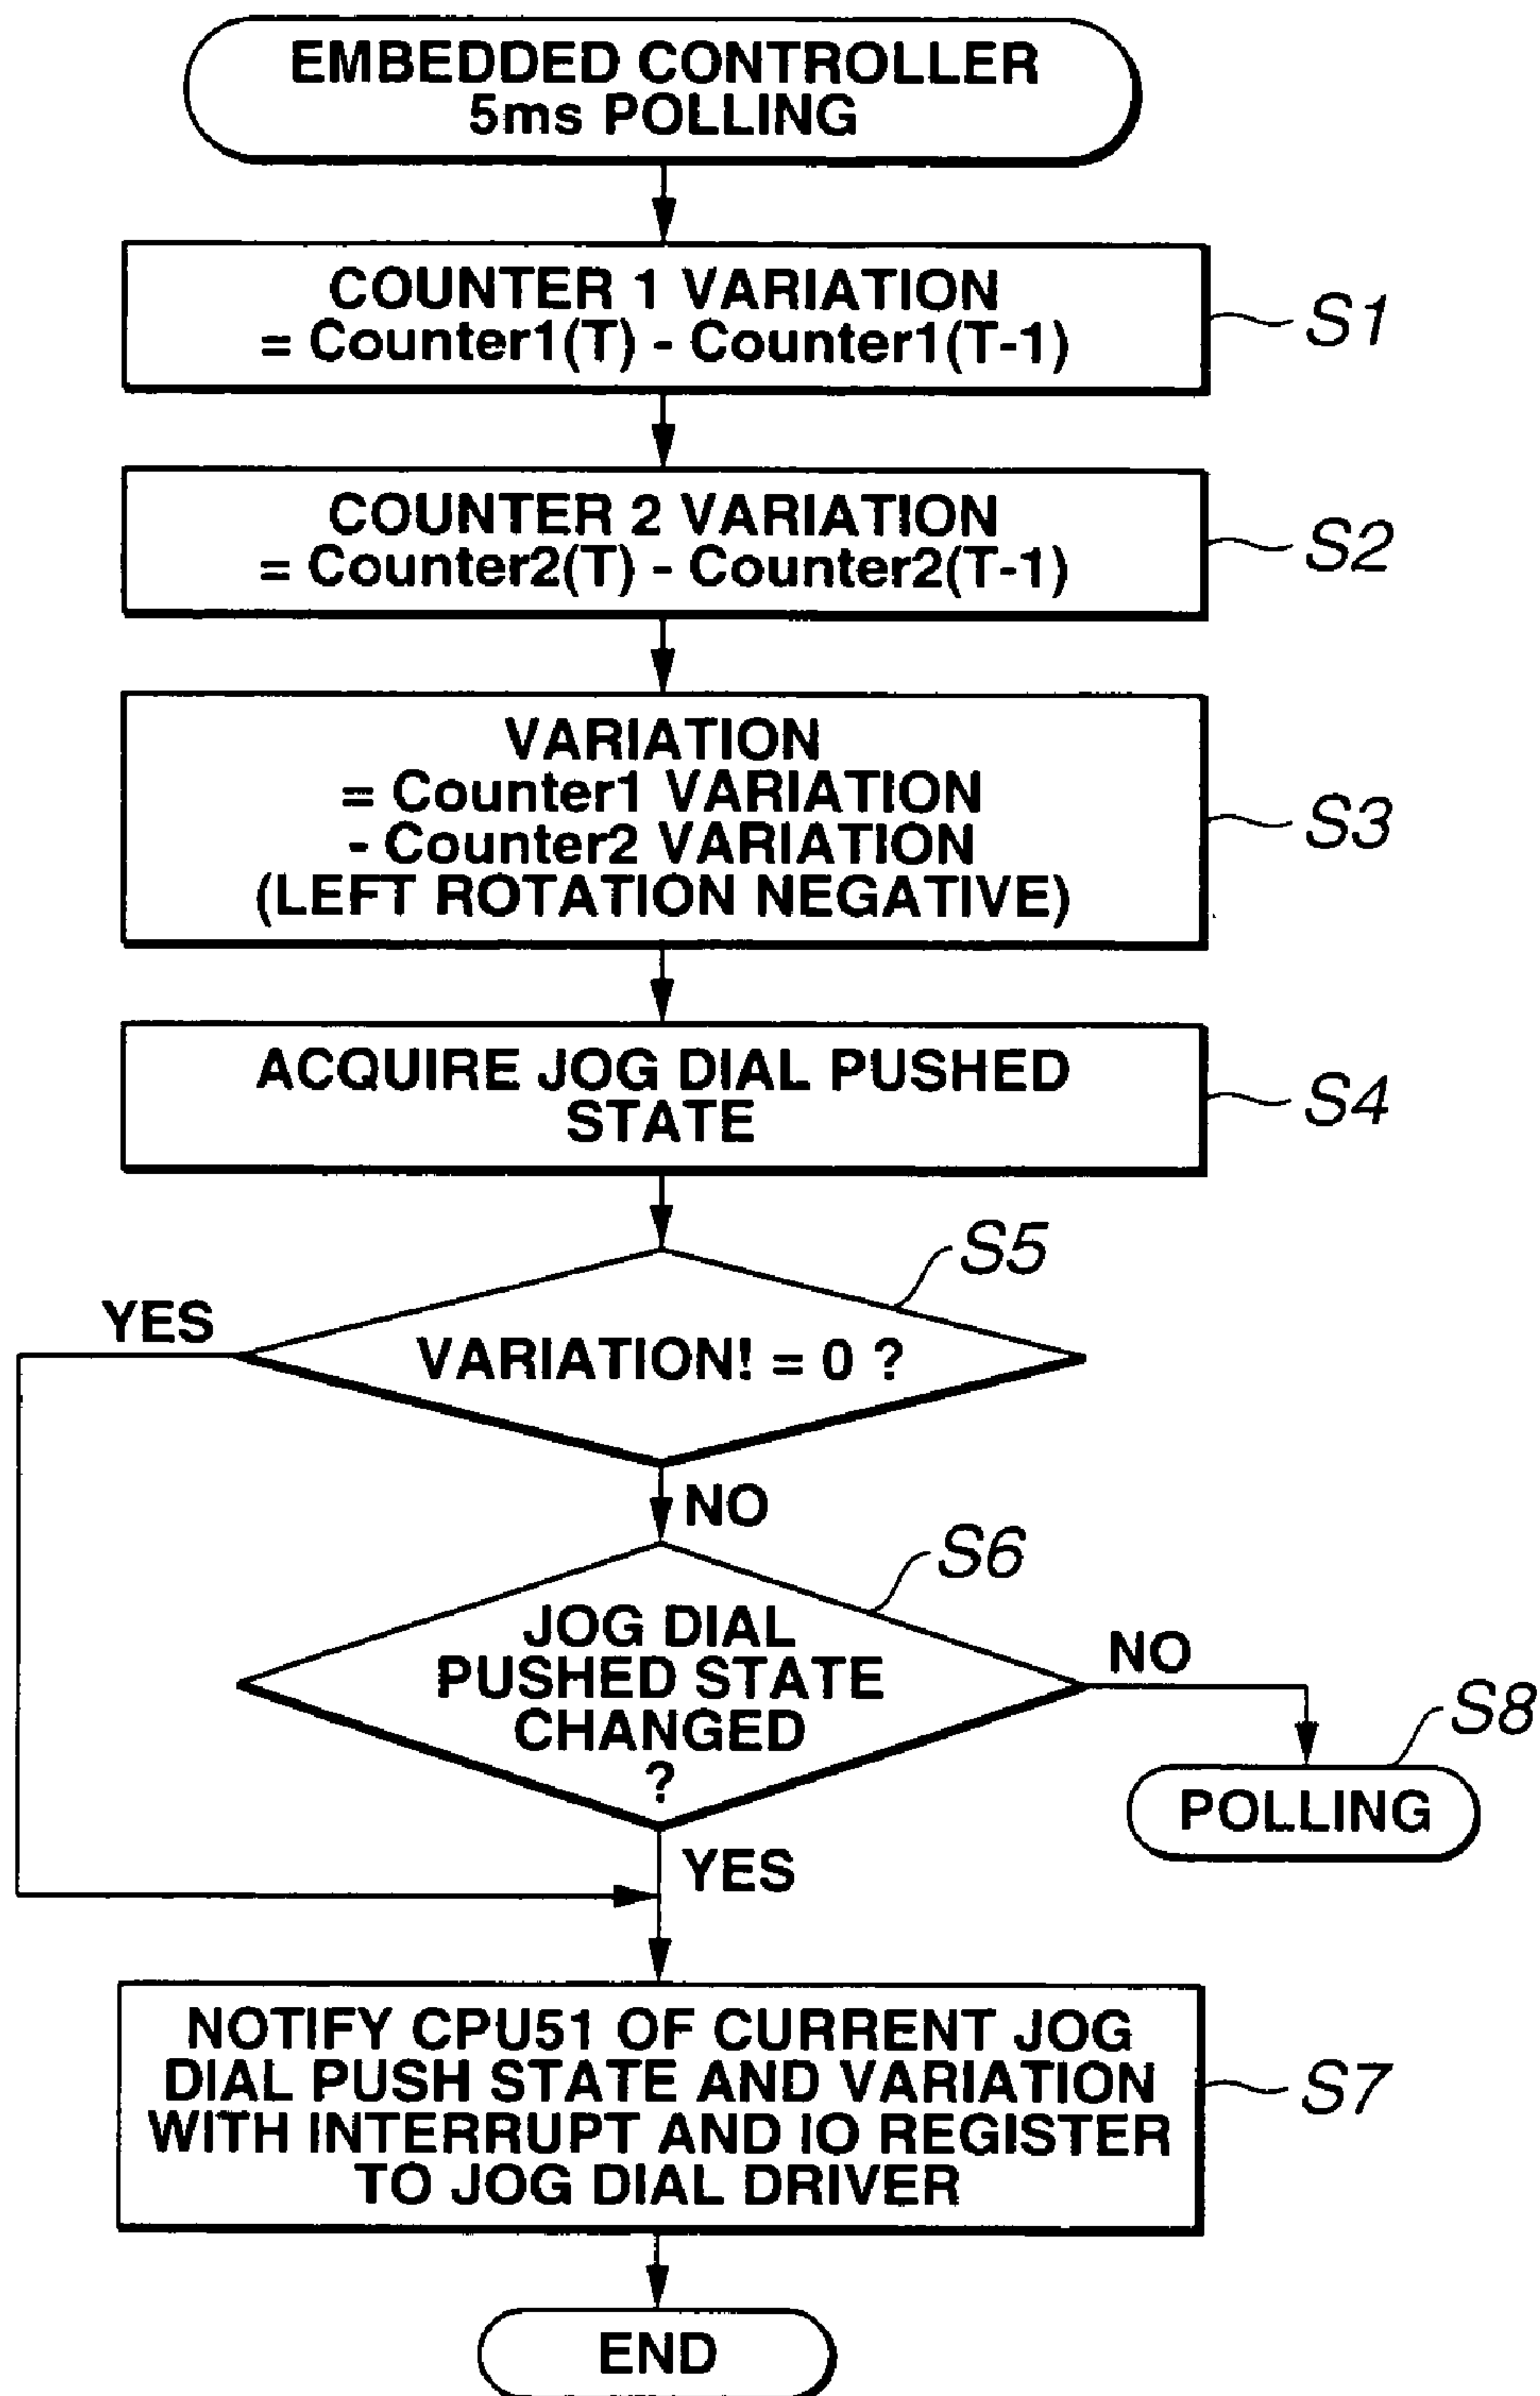 EMBEDDED CONTROLLER
5ms POLLING
COUNTER 1 VARIATION
= Counter1(T) - Counter1(T-1)
S1
COUNTER 2 VARIATION
= Counter2(T) - Counter2(T-1)
S2
VARIATION
= Counter1 VARIATION
- Counter2 VARIATION
(LEFT ROTATION NEGATIVE)
S3
ACQUIRE JOG DIAL PUSHED
STATE
S4
S5
YES
VARIATION! = 0 ?
NO
S6
JOG DIAL
PUSHED STATE
CHANGED
?
NO
S8
POLLING
YES
NOTIFY CPU51 OF CURRENT JOG
DIAL PUSH STATE AND VARIATION
WITH INTERRUPT AND IO REGISTER
TO JOG DIAL DRIVER
S7
END